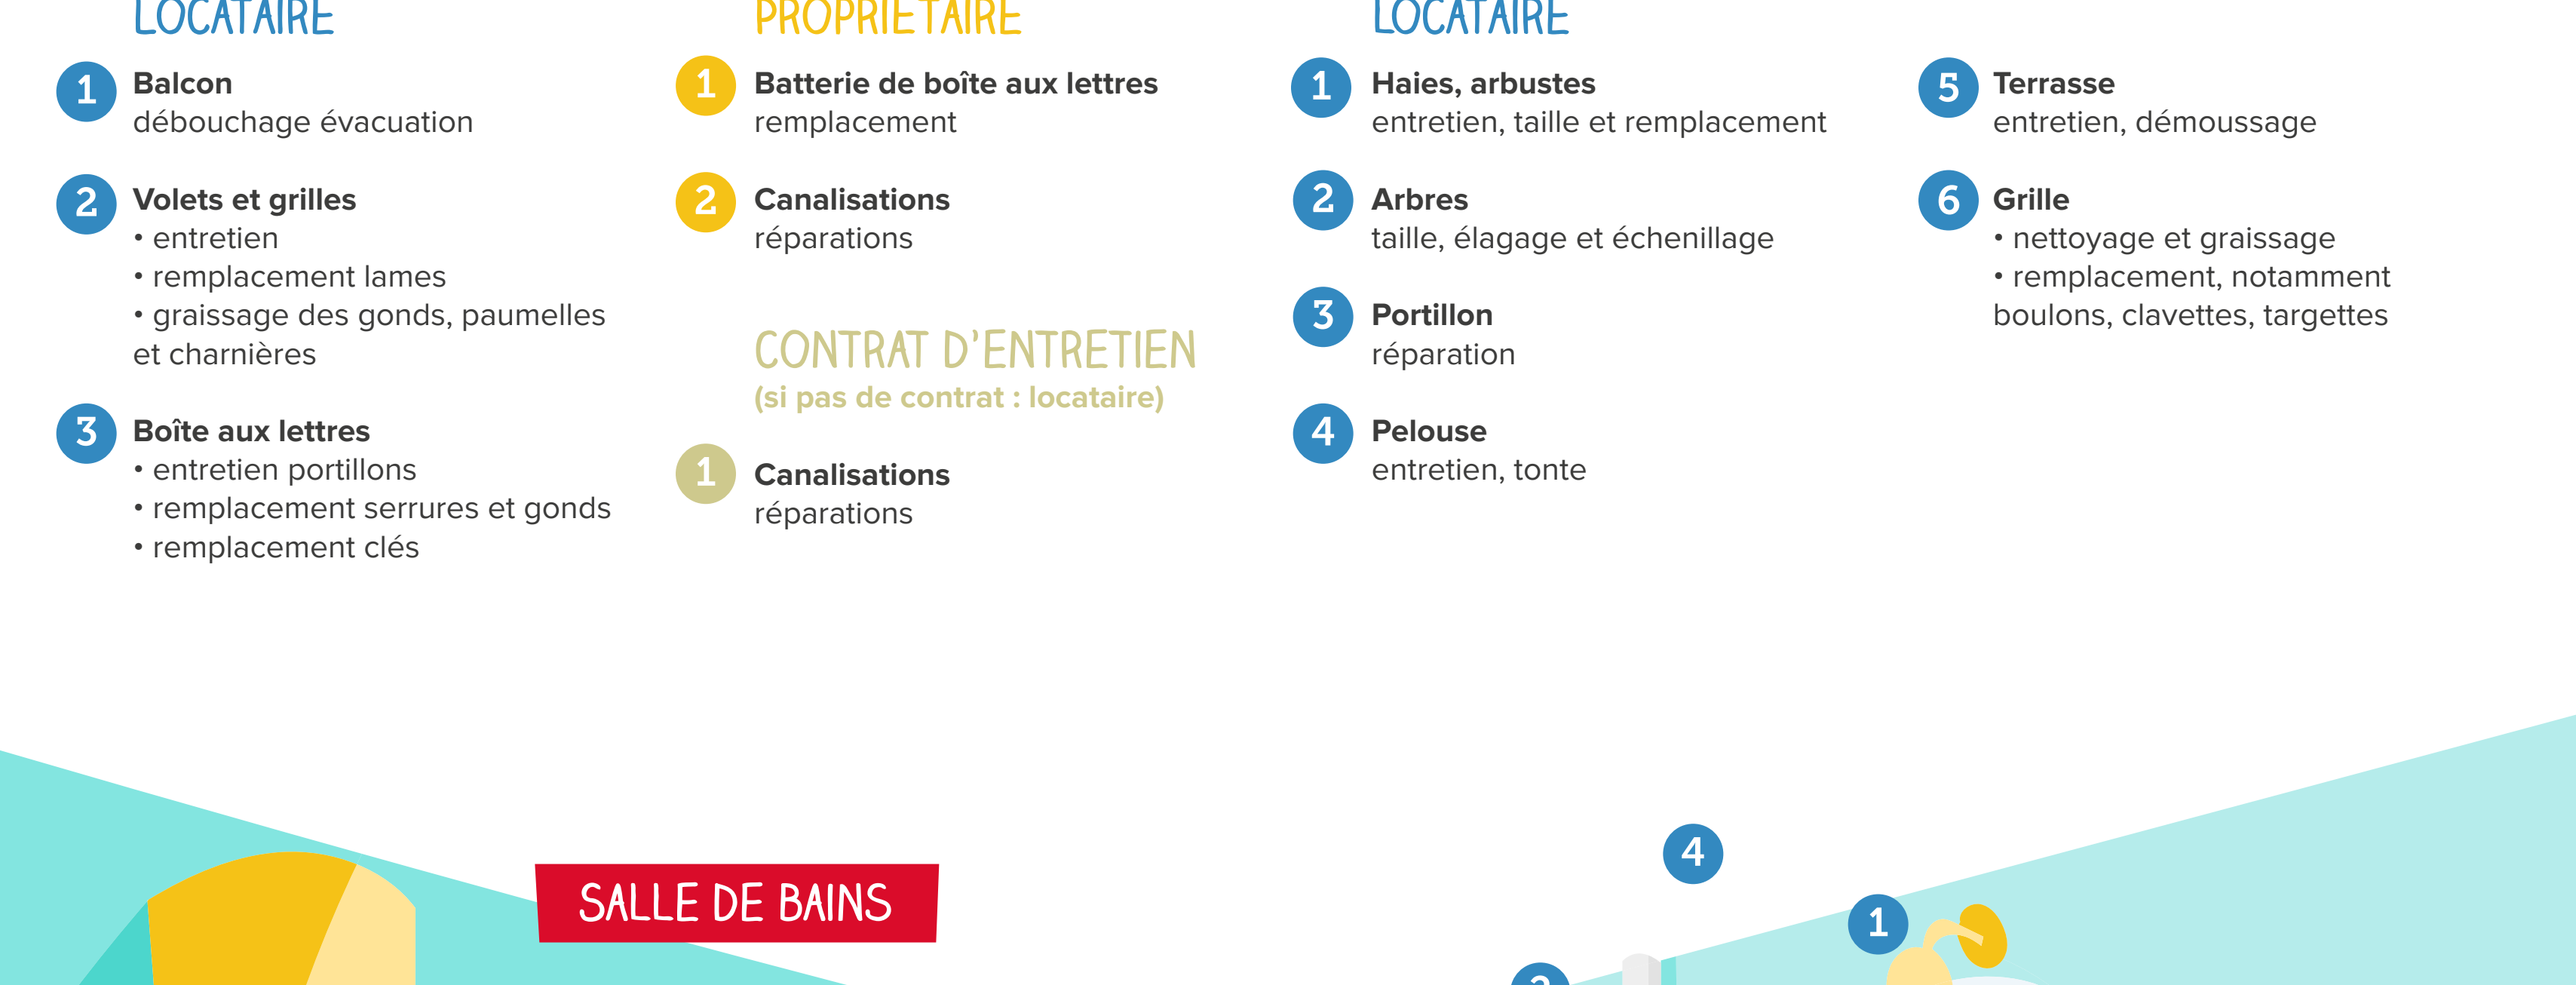 LOCATAIRE
1
Balcon
débouchage évacuation
2
Volets et grilles
• entretien
• remplacement lames
• graissage des gonds, paumelles
et charnières
3
Boîte aux lettres
• entretien portillons
• remplacement serrures et gonds
• remplacement clés
PROPRIÉTAIRE
1
Batterie de boîte aux lettres
remplacement
2
Canalisations
réparations
CONTRAT D'ENTRETIEN
(si pas de contrat : locataire)
1
Canalisations
réparations
LOCATAIRE
1
Haies, arbustes
entretien, taille et remplacement
2
Arbres
taille, élagage et échenillage
3
Portillon
réparation
4
Pelouse
entretien, tonte
5
Terrasse
entretien, démoussage
6
Grille
• nettoyage et graissage
• remplacement, notamment
boulons, clavettes, targettes
SALLE DE BAINS
4
1